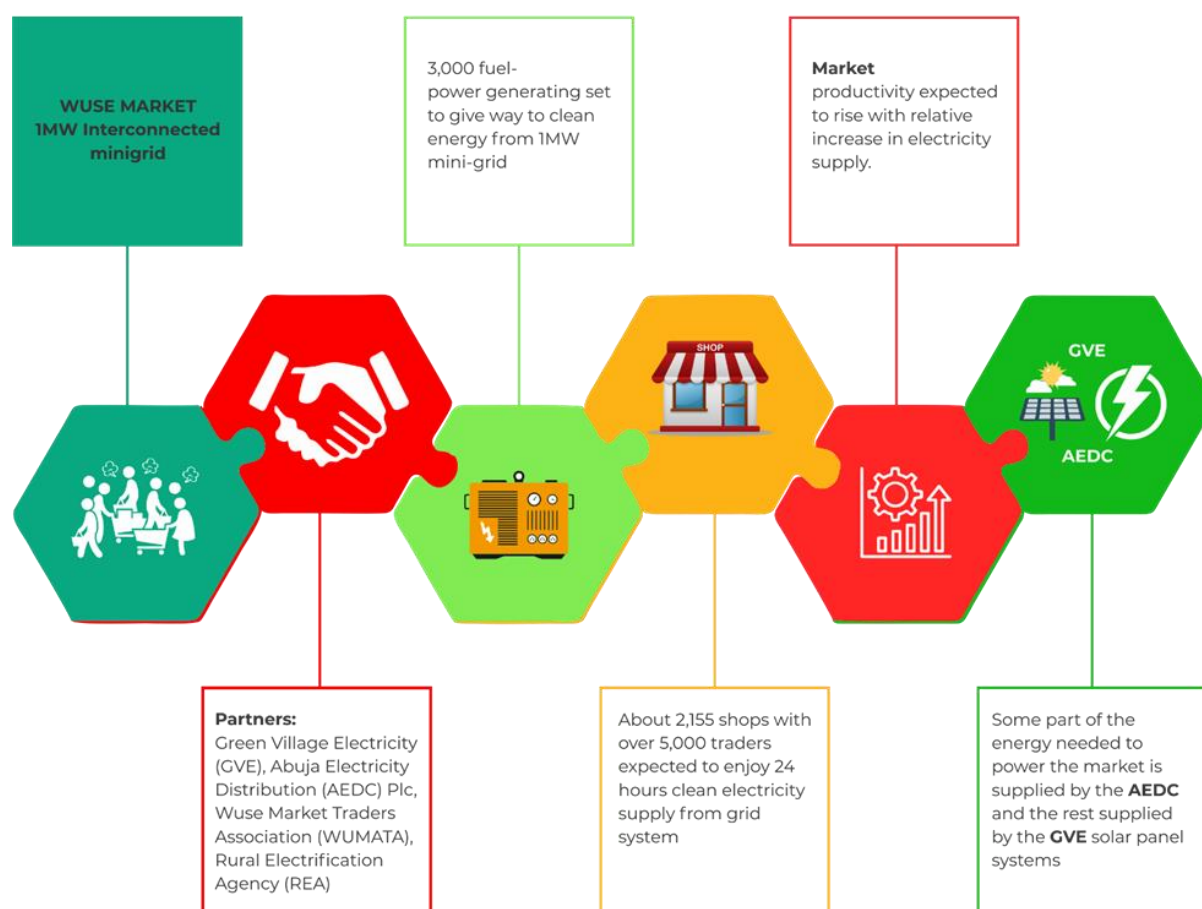 WUSE MARKET
1MW Interconnected
minigrid
3,000 fuel-
power generating set
to give way to clean
energy from 1MW
mini-grid
Market
productivity expected
to rise with relative
increase in electricity
supply.
SHOP
GVE
AEDC
Partners:
Green Village Electricity
(GVE), Abuja Electricity
Distribution (AEDC) Plc,
Wuse Market Traders
Association (WUMATA),
Rural Electrification
Agency (REA)
About 2,155 shops with
over 5,000 traders
expected to enjoy 24
hours clean electricity
supply from grid
system
Some part of the
energy needed to
power the market is
supplied by the AEDC
and the rest supplied
by the GVE solar panel
systems